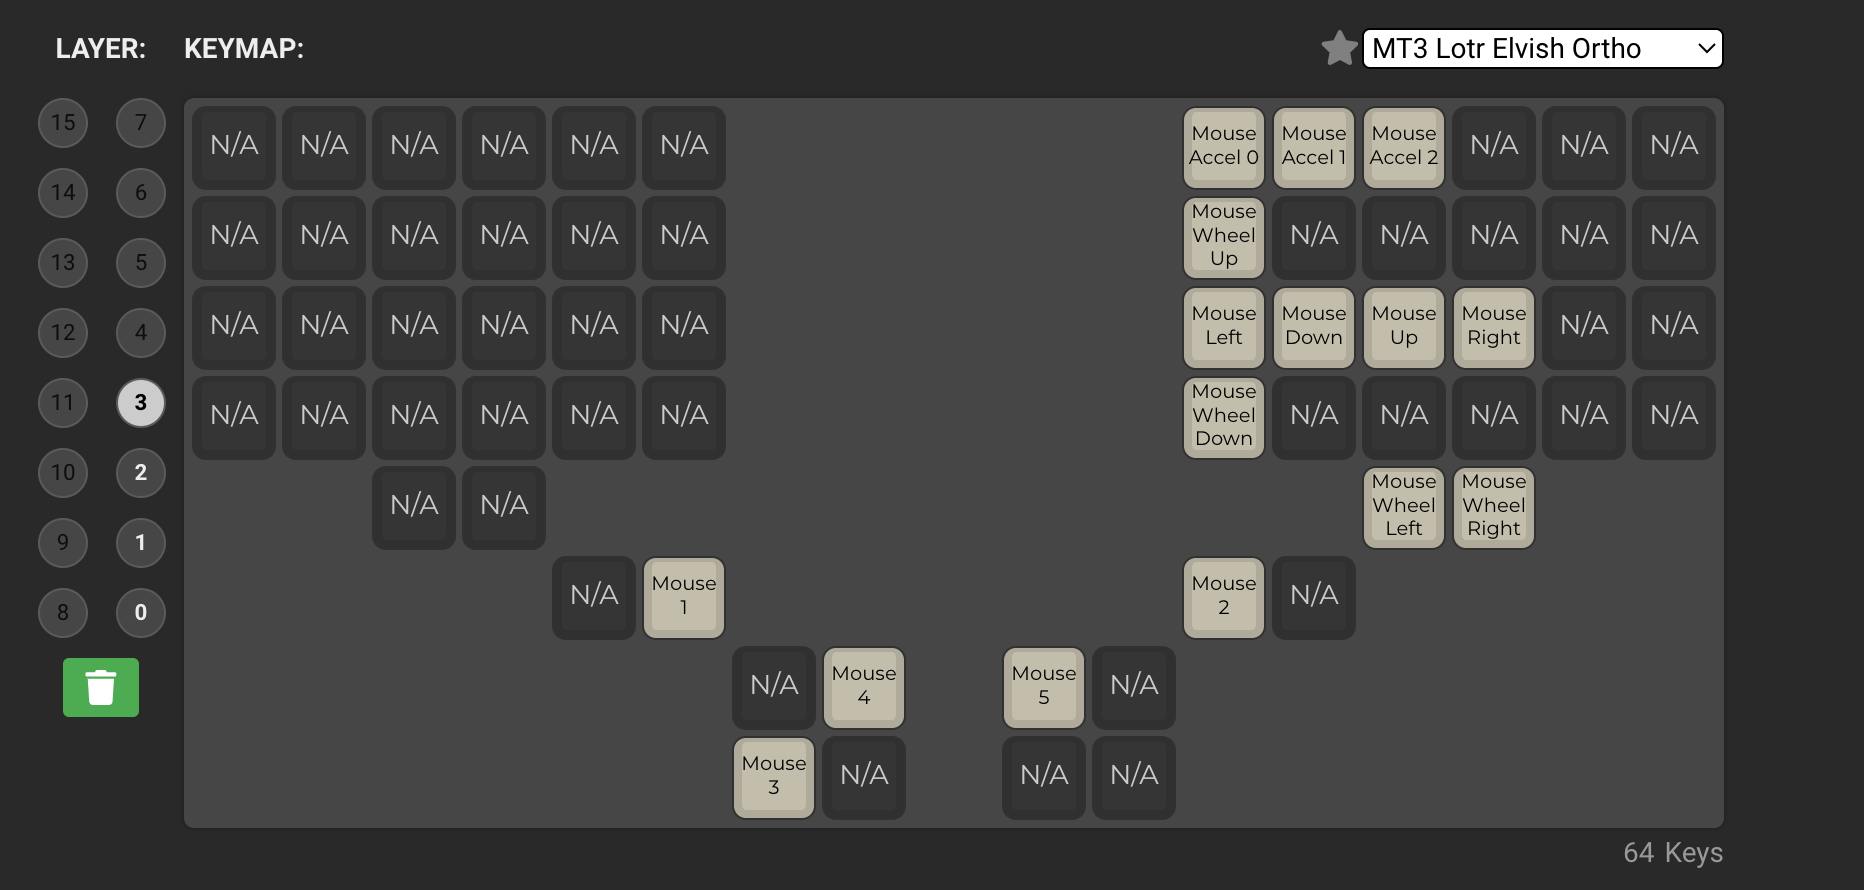 LAYER: KEYMAP: MT3 Lotr Elvish Ortho
15 7 N/A N/A N/A N/A N/A N/A Mouse Accel 0 Mouse Accel 1 Mouse Accel 2 N/A N/A N/A
14 6 N/A N/A N/A N/A N/A N/A Mouse Wheel Up N/A N/A N/A N/A N/A
13 5
12 4 N/A N/A N/A N/A N/A N/A Mouse Left Mouse Down Mouse Up Mouse Right N/A N/A
11 3 N/A N/A N/A N/A N/A N/A Mouse Wheel Down N/A N/A N/A N/A N/A
10 2 N/A N/A Mouse Wheel Left Mouse Wheel Right
9 1
8 0 N/A Mouse 1 Mouse 2 N/A
N/A Mouse 4 Mouse 5 N/A
Mouse 3 N/A N/A N/A
64 Keys